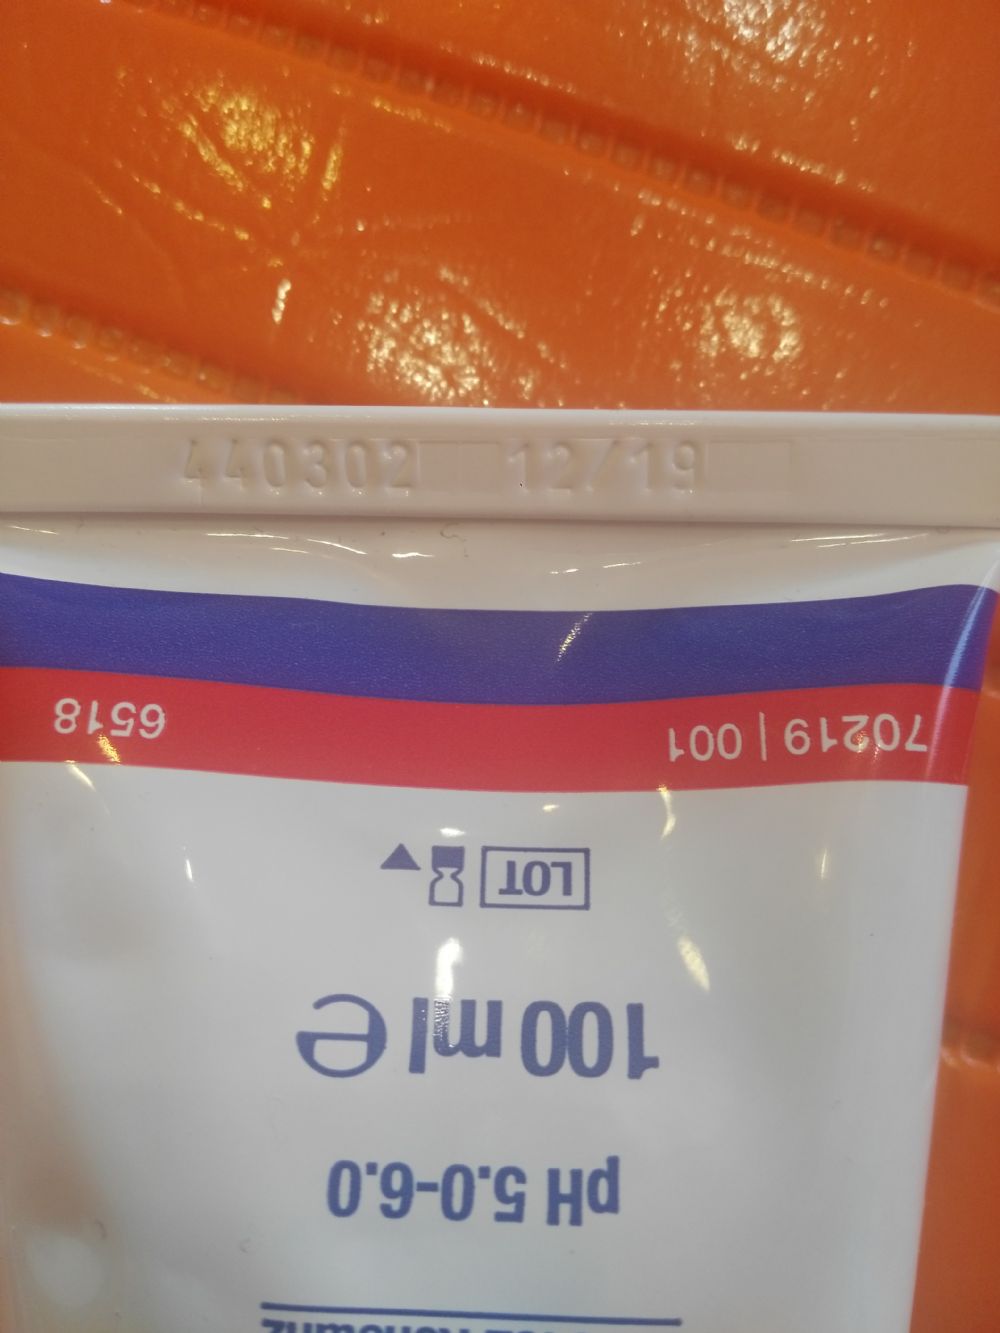 440302 12/19
6518
70219 | 001
LOT
100 ml e
pH 5.0-6.0